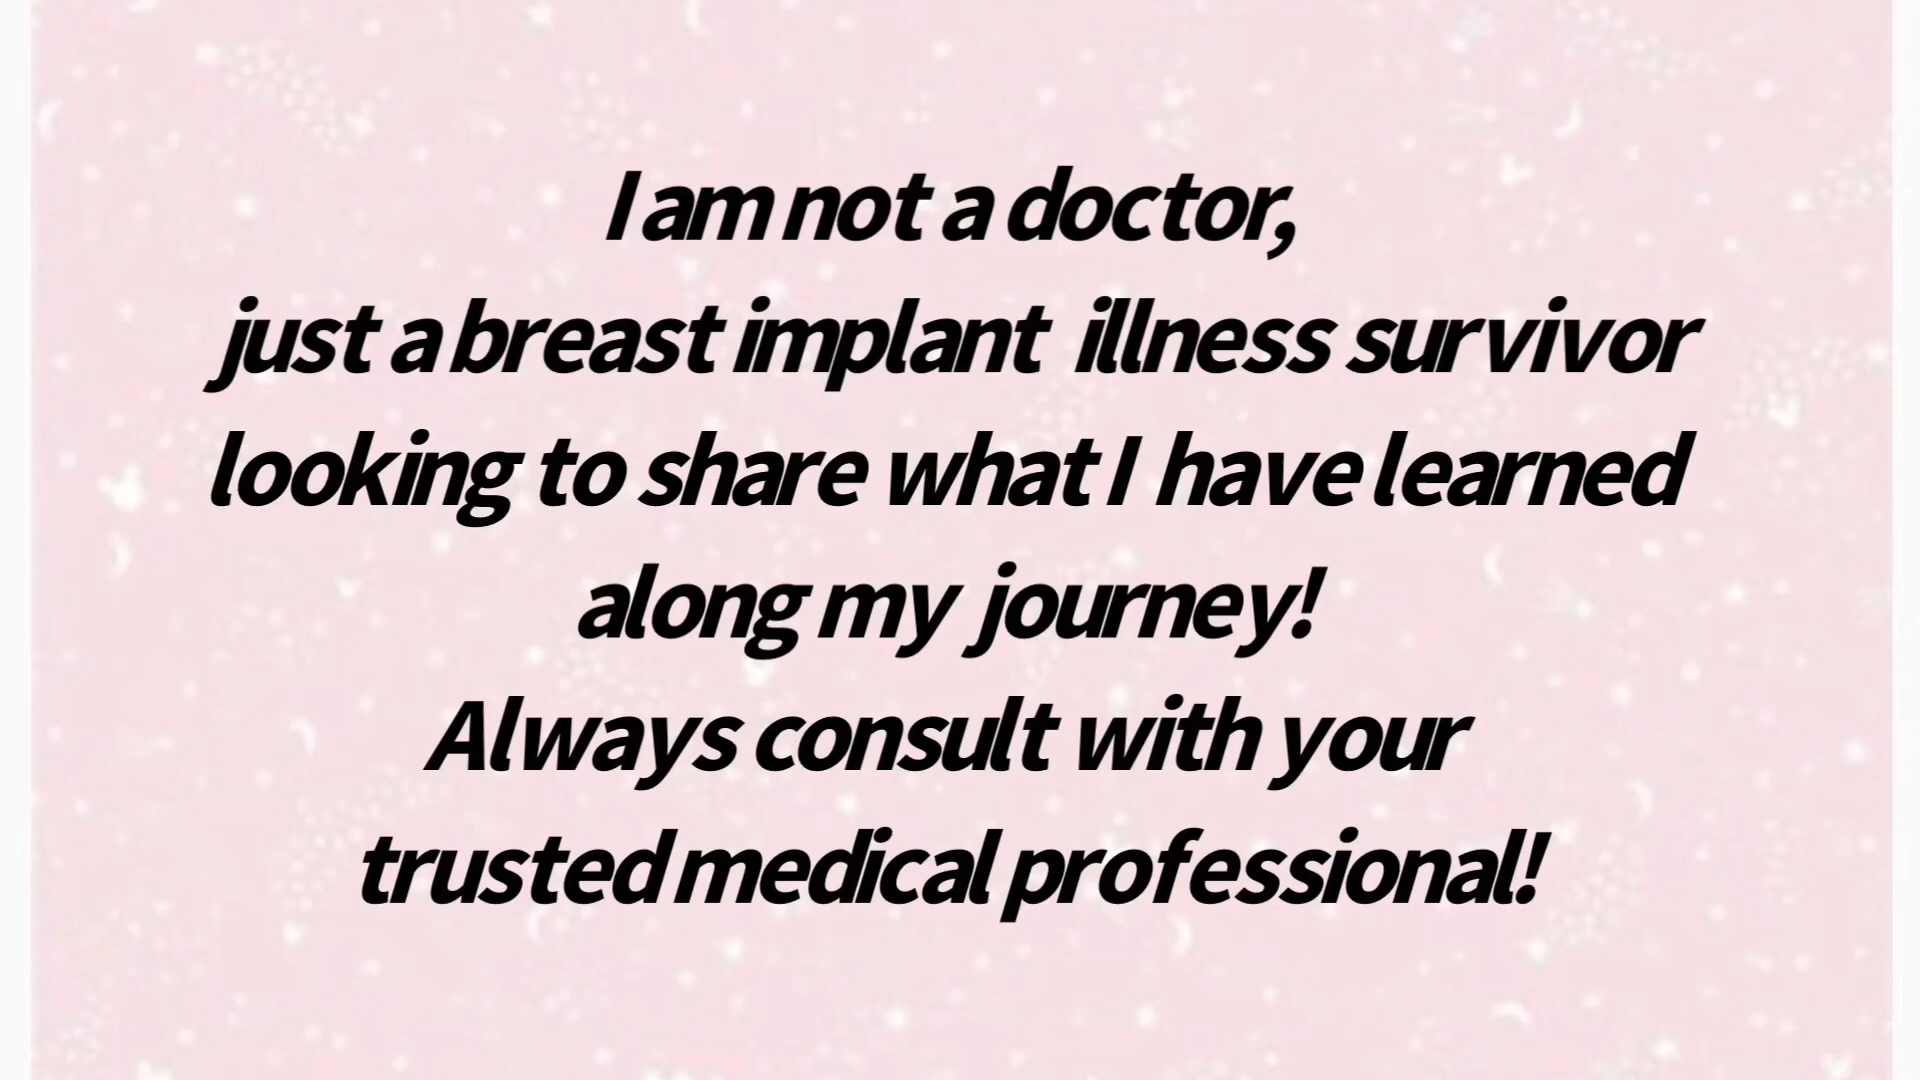 I am not a doctor,
just a breast implant illness survivor
looking to share what I have learned
along my journey!
Always consult with your
trusted medical professional!